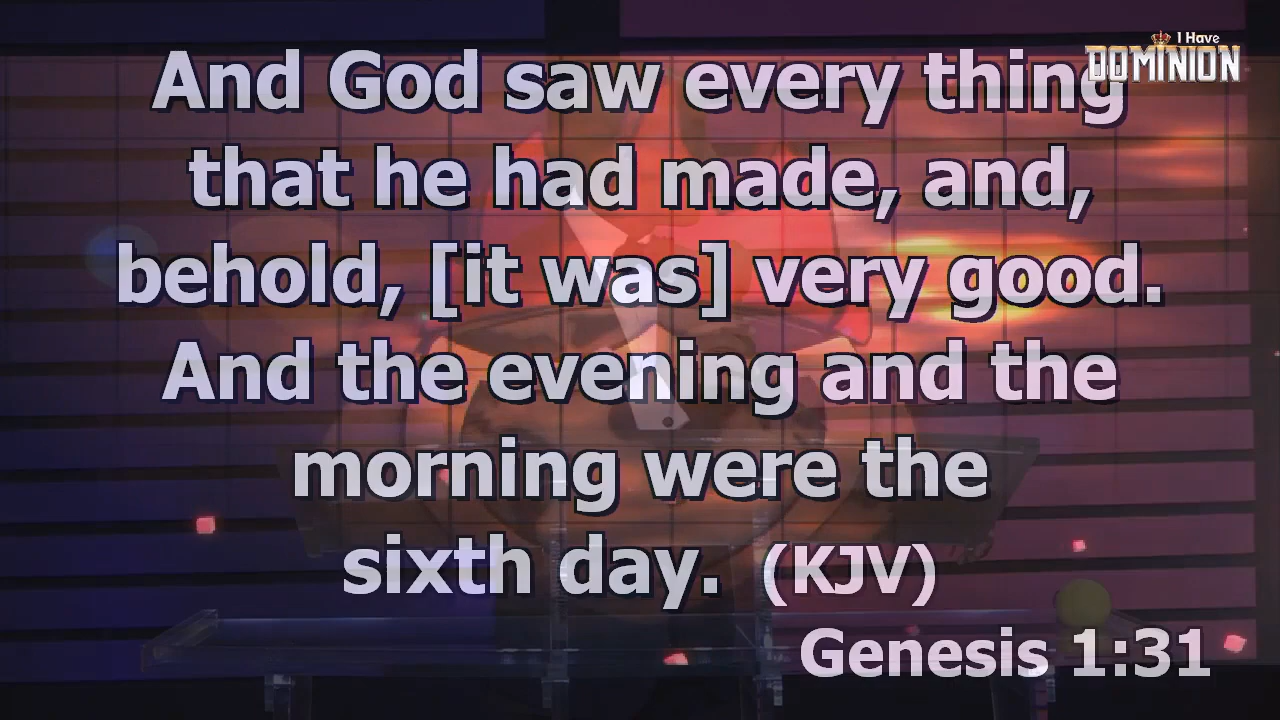 I Have
DOMINION
And God saw every thing
that he had made, and,
behold, [it was] very good.
And the evening and the
morning were the
sixth day. (KJV)
Genesis 1:31